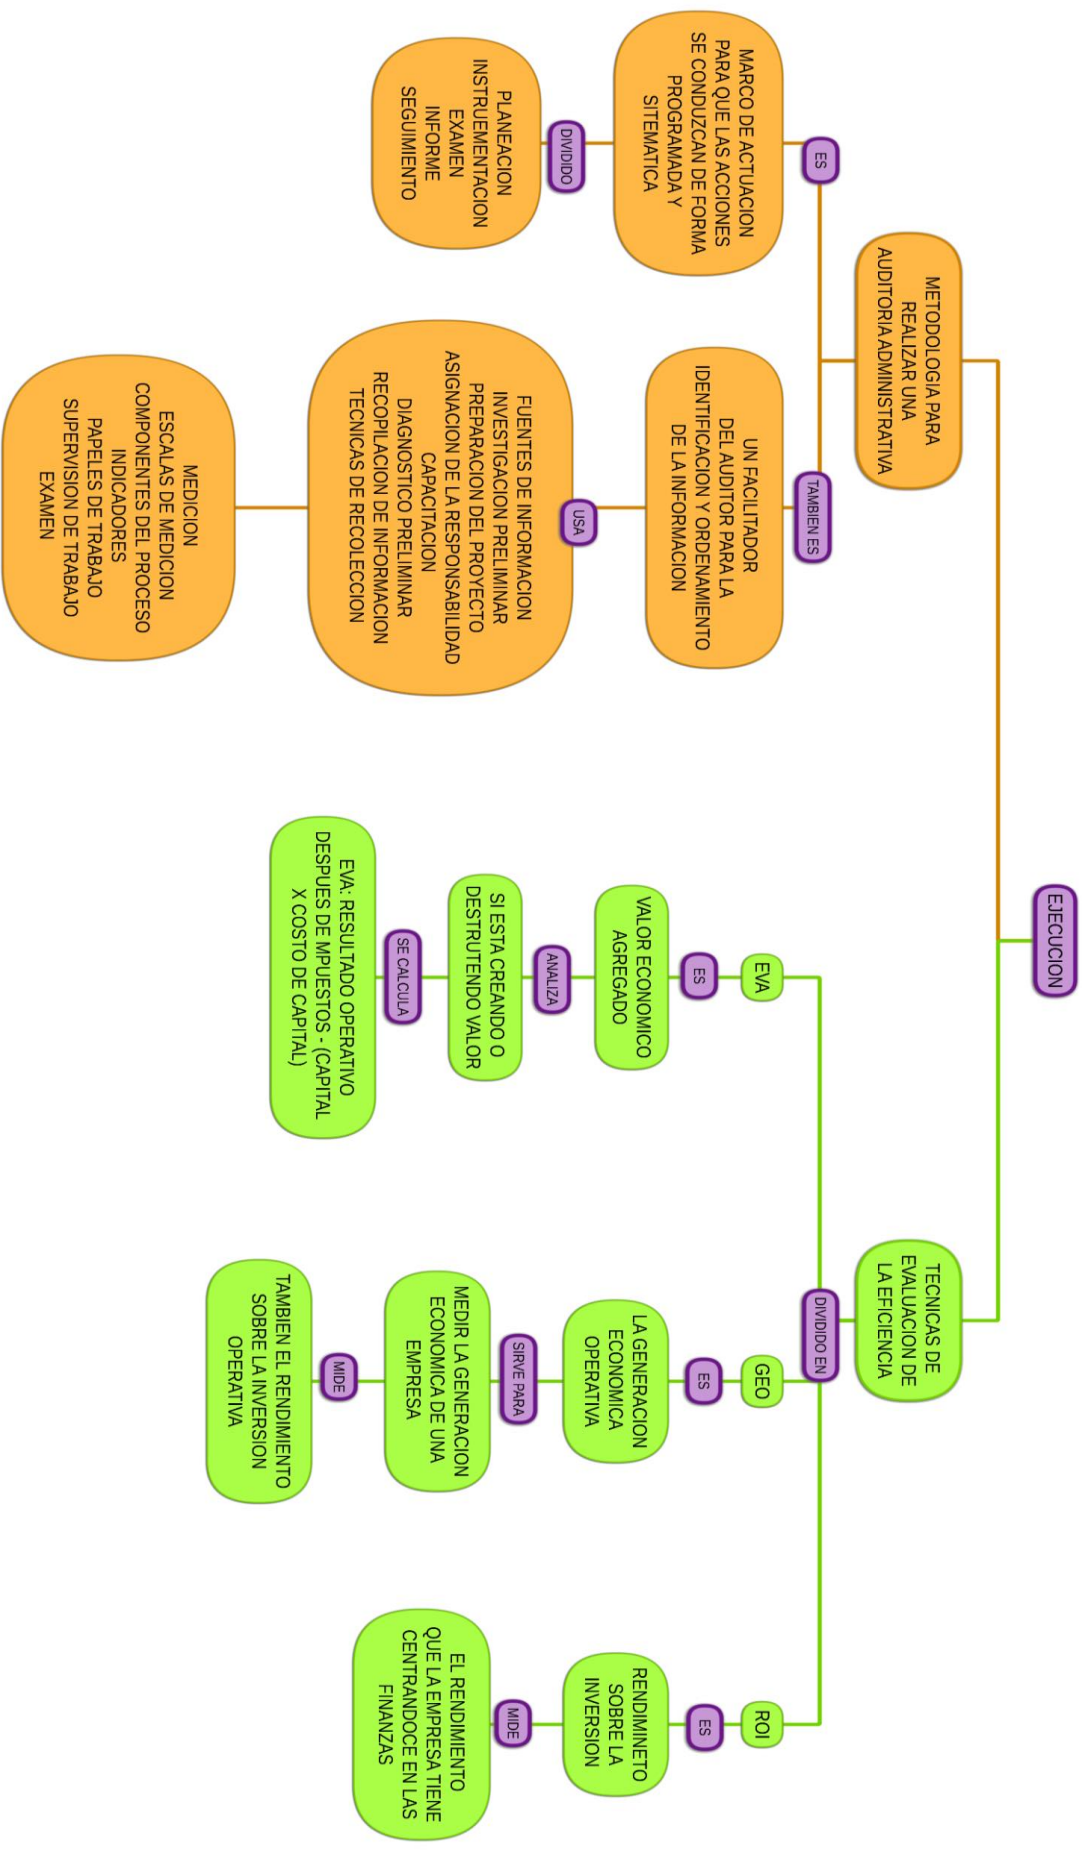 EJECUCION
METODOLOGIA PARA
REALIZAR UNA
AUDITORIA ADMINISTRATIVA
ES
MARCO DE ACTUACION
PARA QUE LAS ACCIONES
SE CONDUZCAN DE FORMA
PROGRAMADA Y
SITEMATICA
DIVIDIDO
PLANEACION
INSTRUEMENTACION
EXAMEN
INFORME
SEGUIMIENTO
TAMBIEN ES
UN FACILITADOR
DEL AUDITOR PARA LA
IDENTIFICACION Y ORDENAMIENTO
DE LA INFORMACION
USA
FUENTES DE INFORMACION
INVESTIGACION PRELIMINAR
PREPARACION DEL PROYECTO
ASIGNACION DE LA RESPONSABILIDAD
CAPACITACION
DIAGNOSTICO PRELIMINAR
RECOPILACION DE INFORMACION
TECNICAS DE RECOLECCION
MEDICION
ESCALAS DE MEDICION
COMPONENTES DEL PROCESO
INDICADORES
PAPELES DE TRABAJO
SUPERVISION DE TRABAJO
EXAMEN
TECNICAS DE
EVALUACION DE
LA EFICIENCIA
DIVIDO EN
EVA
ES
VALOR ECONOMICO
AGREGADO
ANALIZA
SI ESTA CREANDO O
DESTRUTENDO VALOR
SE CALCULA
EVA: RESULTADO OPERATIVO
DESPUES DE MPUESTOS - (CAPITAL
X COSTO DE CAPITAL)
GEO
ES
LA GENERACION
ECONOMICA
OPERATIVA
SIRVE PARA
MEDIR LA GENERACION
ECONOMICA DE UNA
EMPRESA
MIDE
TAMBIEN EL RENDIMIENTO
SOBRE LA INVERSION
OPERATIVA
ROI
ES
RENDIMINETO
SOBRE LA
INVERSION
MIDE
EL RENDIMIENTO
QUE LA EMPRESA TIENE
CENTRANDOCE EN LAS
FINANZAS